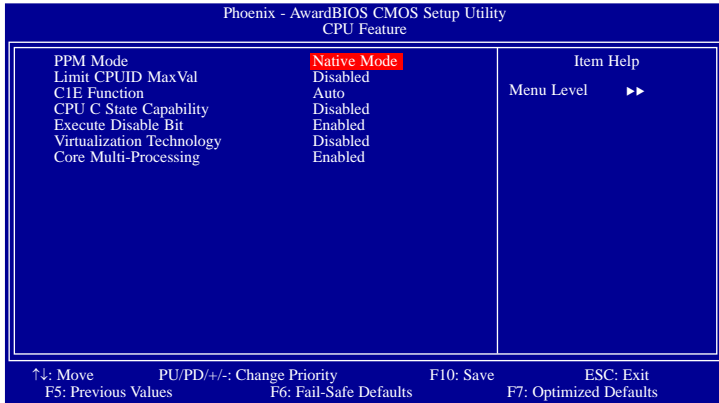 Phoenix - AwardBIOS CMOS Setup Utility
CPU Feature
PPM Mode Native Mode
Limit CPUID MaxVal Disabled
C1E Function Auto
CPU C State Capability Disabled
Execute Disable Bit Enabled
Virtualization Technology Disabled
Core Multi-Processing Enabled
Item Help
Menu Level ▶▶
↑↓: Move PU/PD/+/-: Change Priority F10: Save ESC: Exit
F5: Previous Values F6: Fail-Safe Defaults F7: Optimized Defaults